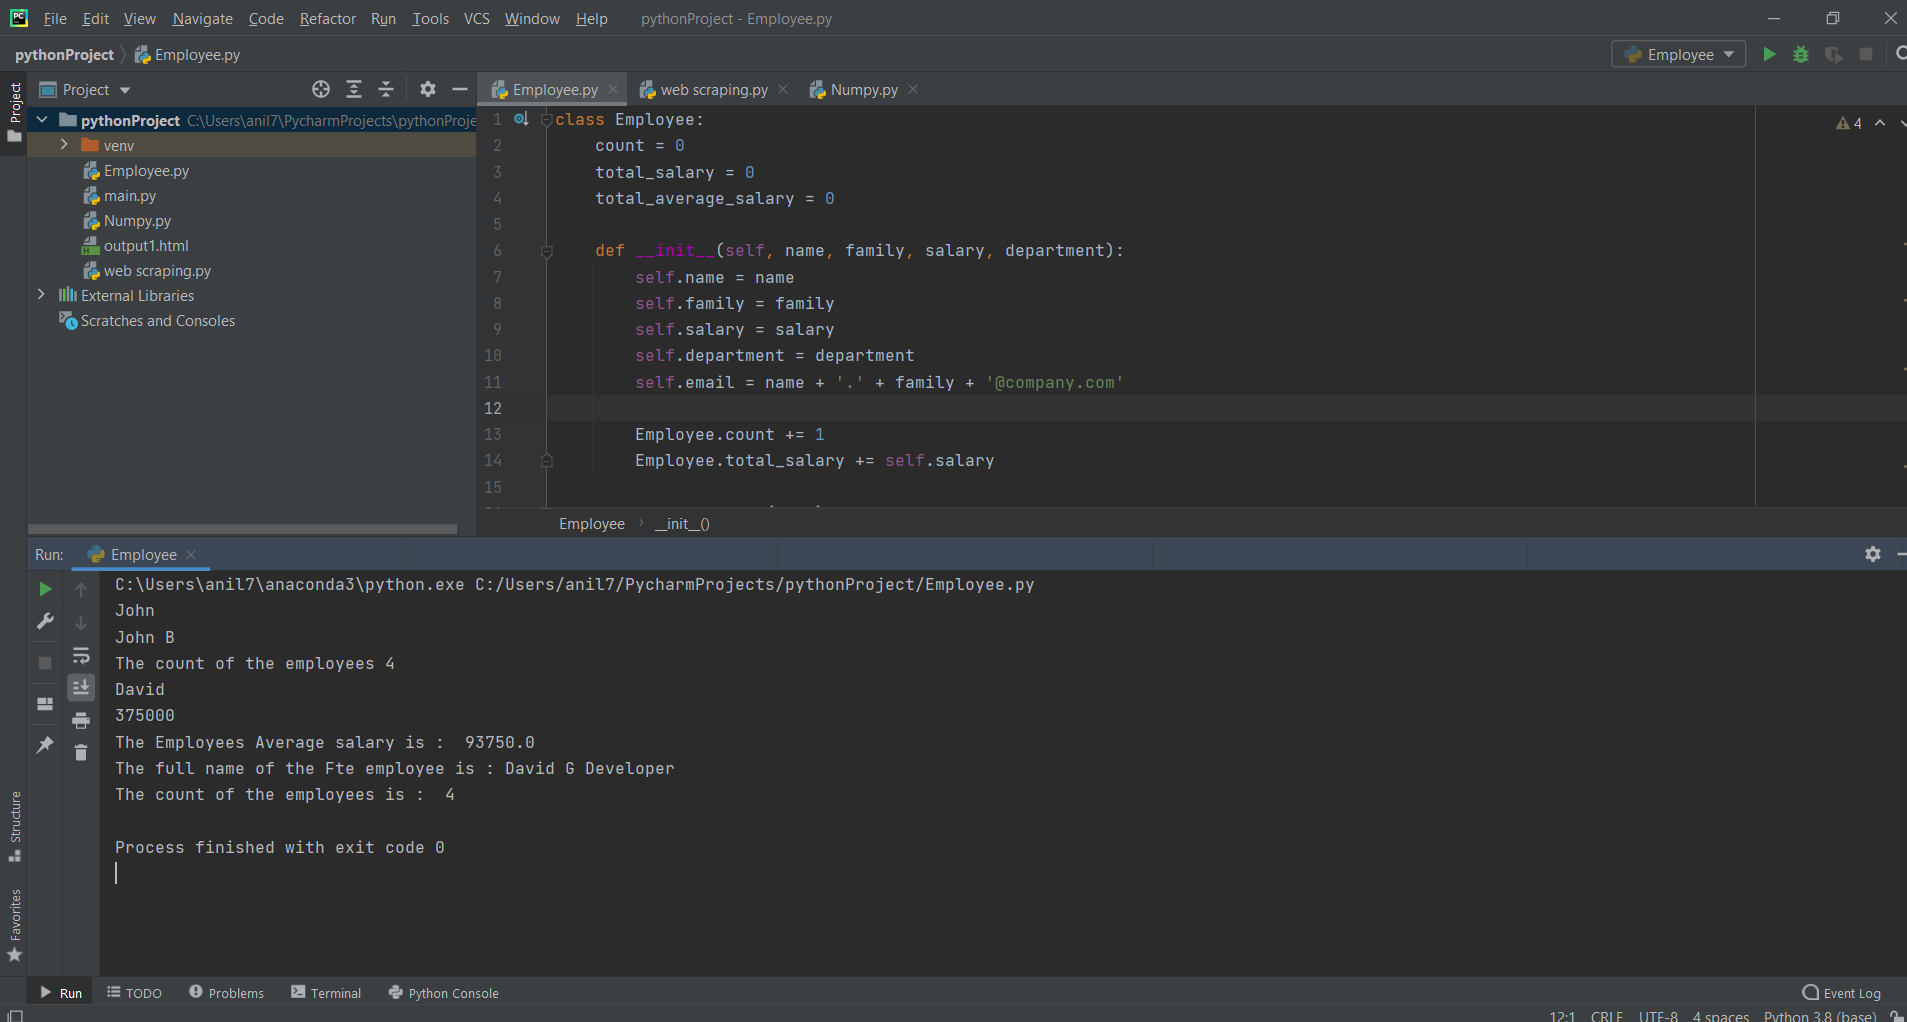 File Edit View Navigate Code Refactor Run Tools VCS Window Help pythonProject - Employee.py
pythonProject Employee.py Employee
Project
Project
Employee.py web scraping.py Numpy.py
pythonProject C:\Users\anil7\PycharmProjects\pythonProje
venv
Employee.py
main.py
Numpy.py
output1.html
web scraping.py
External Libraries
Scratches and Consoles
4
1 class Employee:
2 count = 0
3 total_salary = 0
4 total_average_salary = 0
5
6 def __init__(self, name, family, salary, department):
7 self.name = name
8 self.family = family
9 self.salary = salary
10 self.department = department
11 self.email = name + '.' + family + '@company.com'
12
13 Employee.count += 1
14 Employee.total_salary += self.salary
15
Employee __init__()
Run: Employee
C:\Users\anil7\anaconda3\python.exe C:/Users/anil7/PycharmProjects/pythonProject/Employee.py
John
John B
The count of the employees 4
David
375000
The Employees Average salary is :  93750.0
The full name of the Fte employee is : David G Developer
The count of the employees is :  4
Process finished with exit code 0
Structure
Favorites
Run TODO Problems Terminal Python Console Event Log
12:1 CRLF UTF-8 4 spaces Python 3.8 (base)